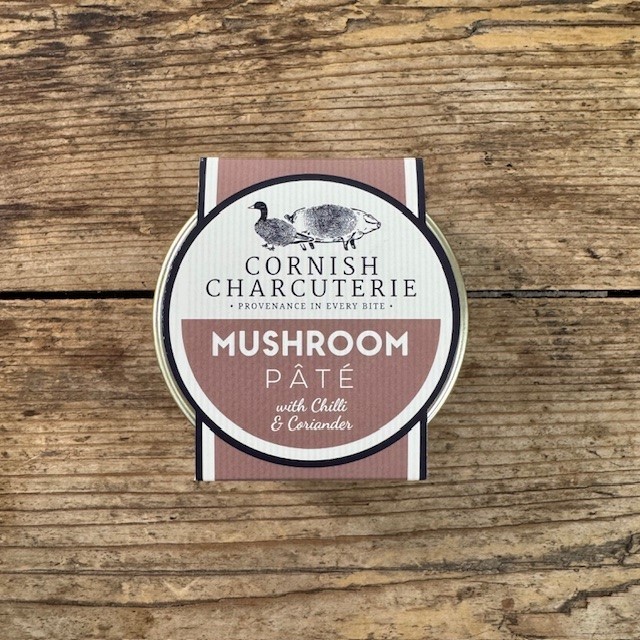 CORNISH
CHARCUTERIE
• PROVENANCE IN EVERY BITE •
MUSHROOM
PÂTÉ
with Chilli
& Coriander